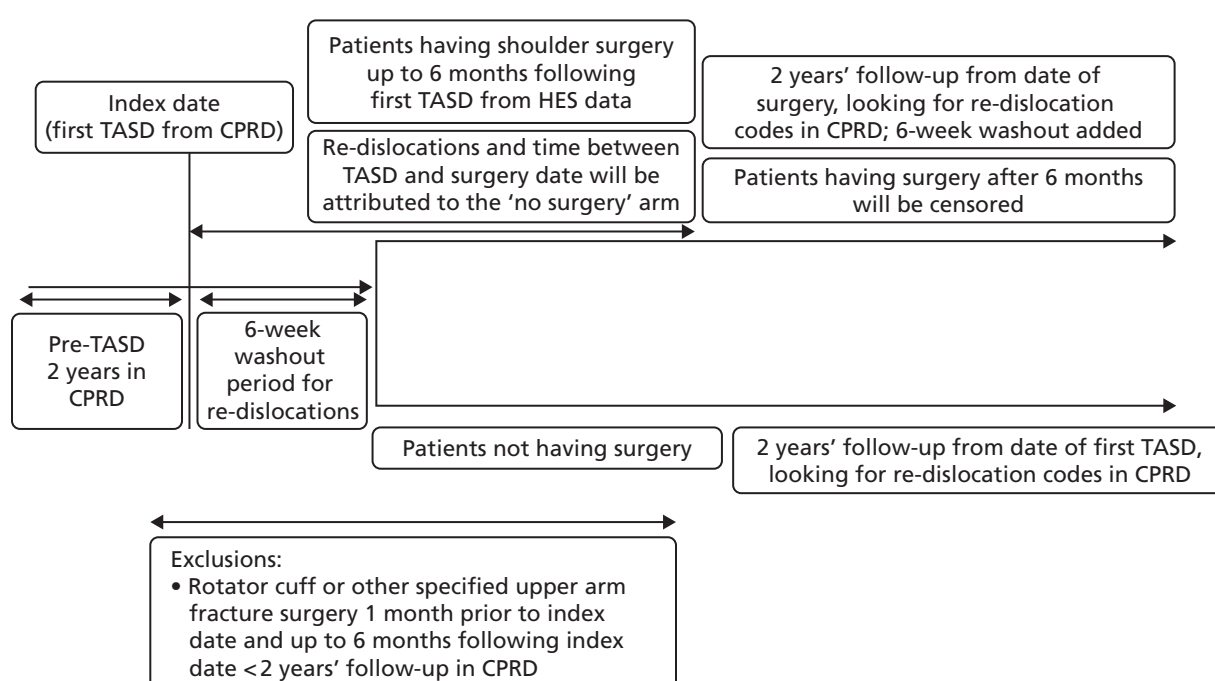 Patients having shoulder surgery
up to 6 months following
first TASD from HES data
Index date
(first TASD from CPRD)
2 years' follow-up from date of
surgery, looking for re-dislocation
codes in CPRD; 6-week washout added
Re-dislocations and time between
TASD and surgery date will be
attributed to the ‘no surgery’ arm
Patients having surgery after 6 months
will be censored
Pre-TASD
2 years in
CPRD
6-week
washout
period for
re-dislocations
Patients not having surgery
2 years' follow-up from date of first TASD,
looking for re-dislocation codes in CPRD
Exclusions:
• Rotator cuff or other specified upper arm
fracture surgery 1 month prior to index
date and up to 6 months following index
date <2 years' follow-up in CPRD